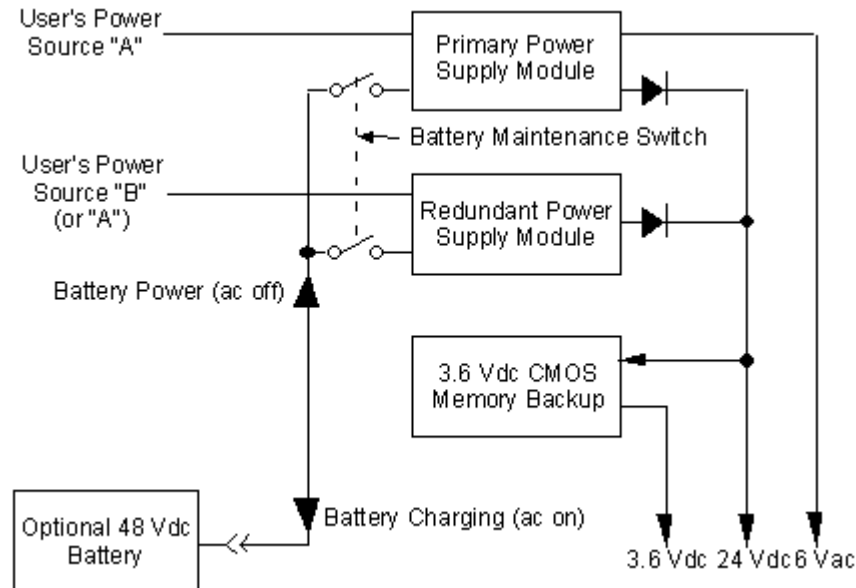 User's Power
Source "A"
Primary Power
Supply Module
Battery Maintenance Switch
User's Power
Source "B"
(or "A")
Redundant Power
Supply Module
Battery Power (ac off)
3.6 Vdc CMOS
Memory Backup
Optional 48 Vdc
Battery
Battery Charging (ac on)
3.6 Vdc 24 Vdc 6 Vac